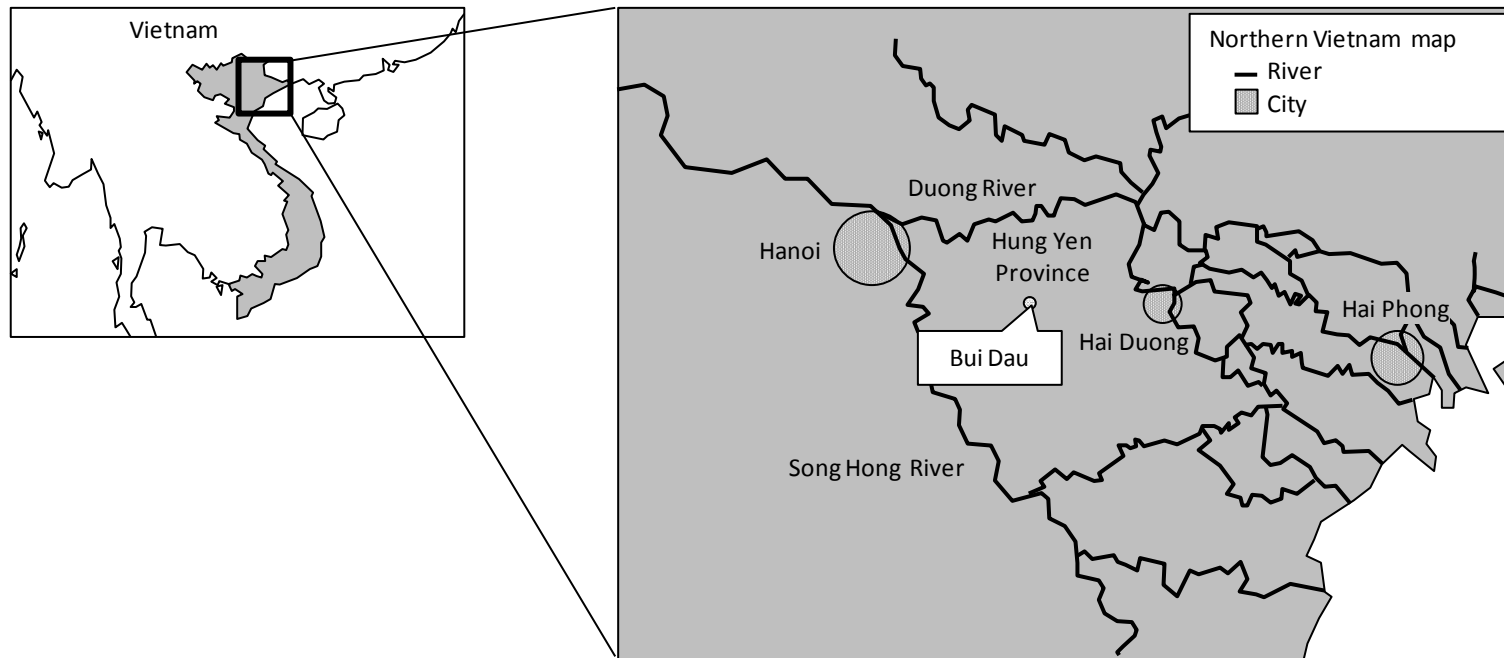 Vietnam
Northern Vietnam map
River
City
Duong River
Hanoi
Hung Yen
Province
Hai Phong
Hai Duong
Bui Dau
Song Hong River